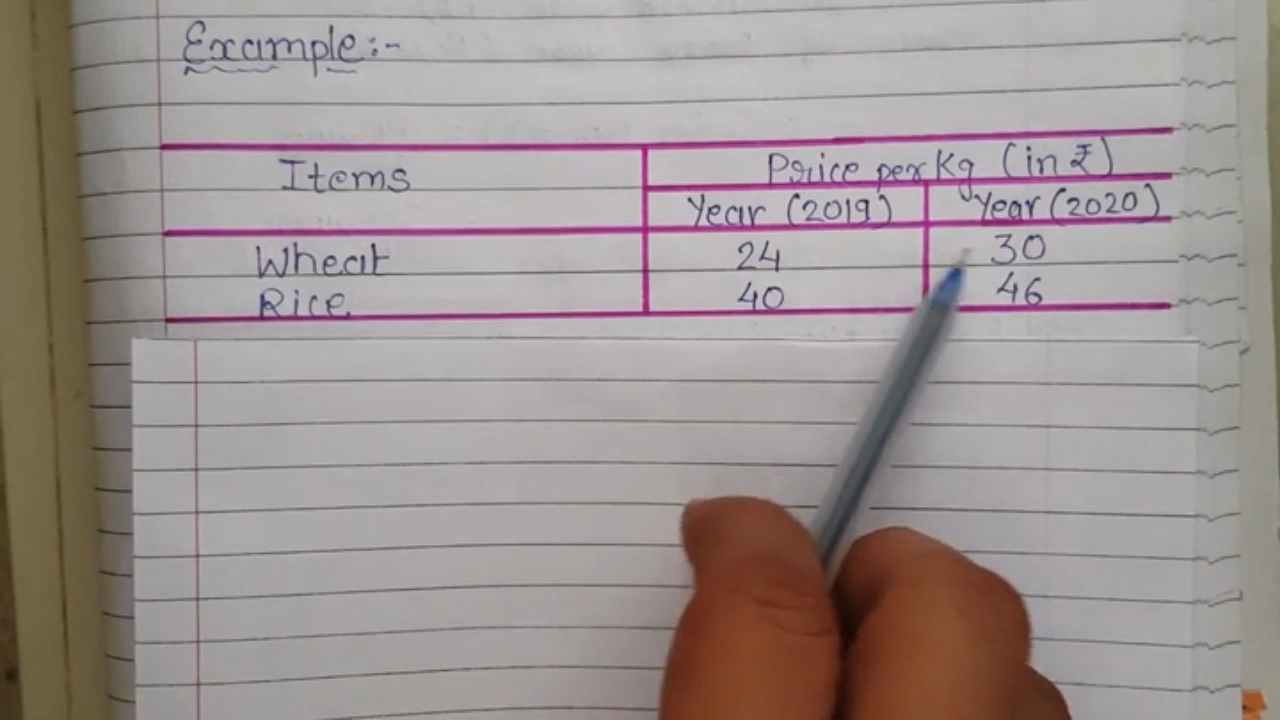 Example:-
Items Price per Kg (in ₹)
Year (2019) Year (2020)
Wheat 24 30
Rice 40 46